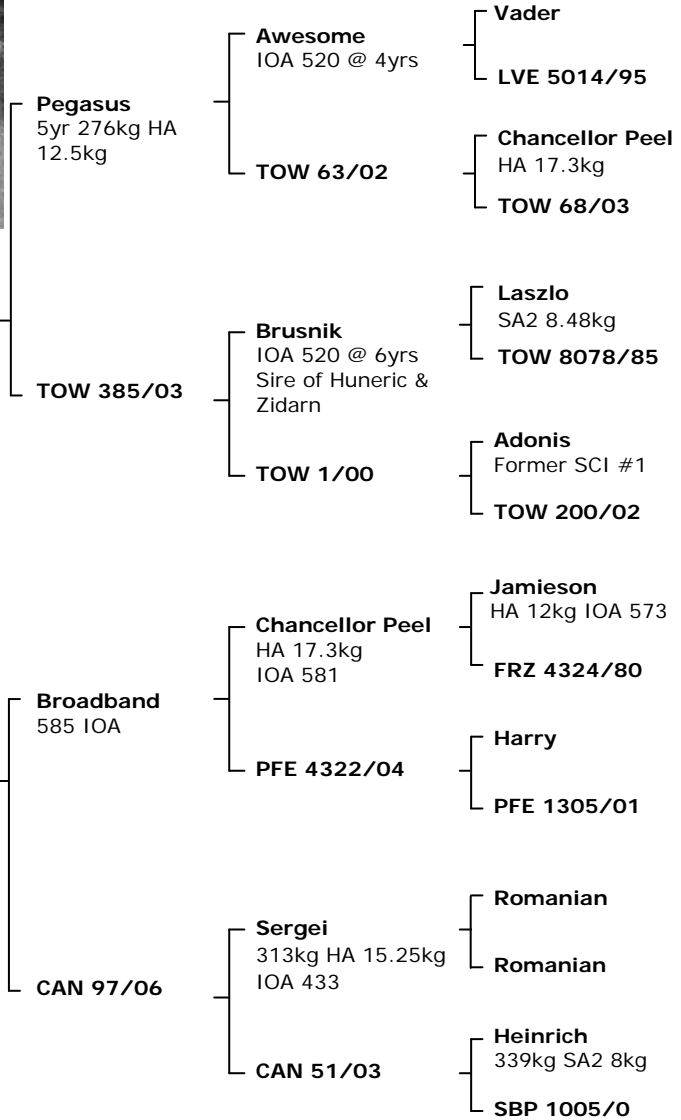 Vader
Awesome
IOA 520 @ 4yrs
LVE 5014/95
Pegasus
5yr 276kg HA
12.5kg
Chancellor Peel
HA 17.3kg
TOW 63/02
TOW 68/03
Laszlo
SA2 8.48kg
Brusnik
IOA 520 @ 6yrs
Sire of Huneric &
Zidarn
TOW 8078/85
TOW 385/03
Adonis
Former SCI #1
TOW 1/00
TOW 200/02
Jamieson
HA 12kg IOA 573
Chancellor Peel
HA 17.3kg
IOA 581
FRZ 4324/80
Broadband
585 IOA
Harry
PFE 4322/04
PFE 1305/01
Romanian
Sergei
313kg HA 15.25kg
IOA 433
Romanian
CAN 97/06
Heinrich
339kg SA2 8kg
CAN 51/03
SBP 1005/0